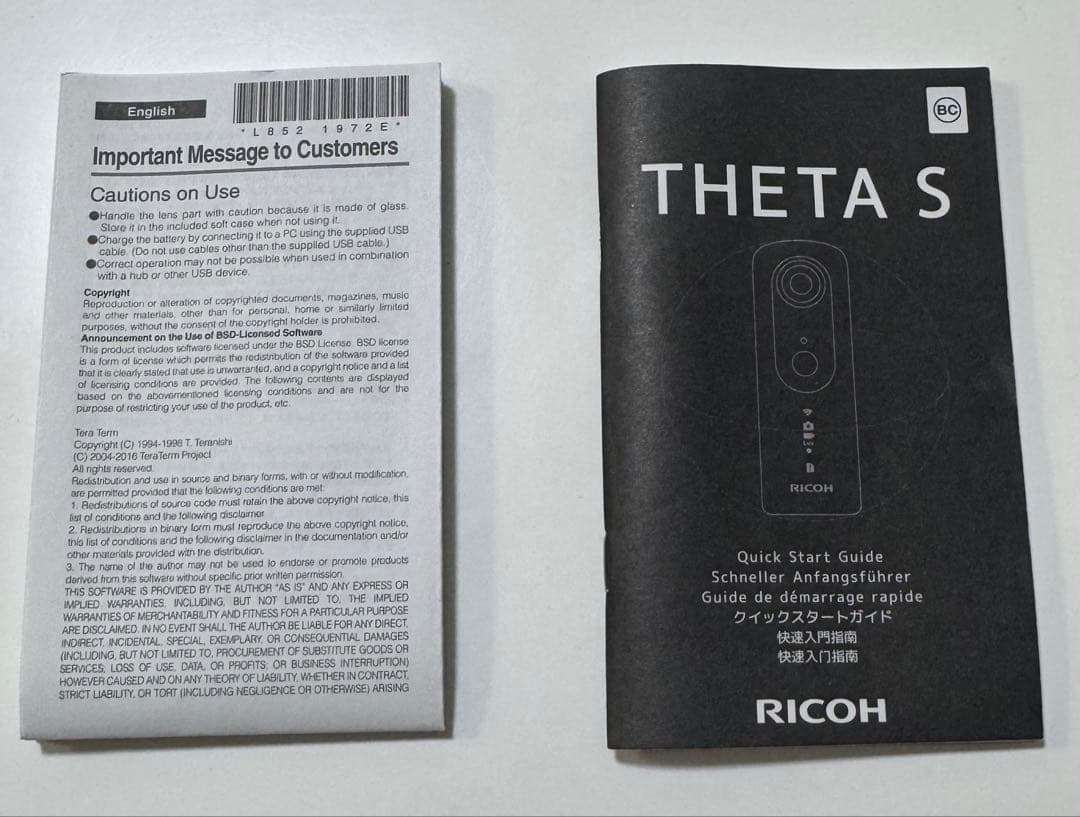 English
*L852 1972E*
Important Message to Customers
Cautions on Use
●Handle the lens part with caution because it is made of glass.
Store it in the included soft case when not using it.
●Charge the battery by connecting it to a PC using the supplied USB
cable. (Do not use cables other than the supplied USB cable.)
●Correct operation may not be possible when used in combination
with a hub or other USB device.
Copyright
Reproduction or alteration of copyrighted documents, magazines, music
and other materials, other than for personal, home or similarly limited
purposes, without the consent of the copyright holder is prohibited.
Announcement on the Use of BSD-Licensed Software
This product includes software licensed under the BSD License. BSD license
is a form of license which permits the redistribution of the software provided
that it is clearly stated that use is unwarranted, and a copyright notice and a list
of licensing conditions are provided. The following contents are displayed
based on the abovementioned licensing conditions and are not for the
purpose of restricting your use of the product, etc.
Tera Term
Copyright (C) 1994-1998 T. Teranishi
(C) 2004-2016 TeraTerm Project
All rights reserved.
Redistribution and use in source and binary forms, with or without modification,
are permitted provided that the following conditions are met:
1. Redistributions of source code must retain the above copyright notice, this
list of conditions and the following disclaimer
2. Redistributions in binary form must reproduce the above copyright notice,
this list of conditions and the following disclaimer in the documentation and/or
other materials provided with the distribution.
3. The name of the author may not be used to endorse or promote products
derived from this software without specific prior written permission.
THIS SOFTWARE IS PROVIDED BY THE AUTHOR "AS IS" AND ANY EXPRESS OR
IMPLIED WARRANTIES, INCLUDING, BUT NOT LIMITED TO, THE IMPLIED
WARRANTIES OF MERCHANTABILITY AND FITNESS FOR A PARTICULAR PURPOSE
ARE DISCLAIMED. IN NO EVENT SHALL THE AUTHOR BE LIABLE FOR ANY DIRECT,
INDIRECT, INCIDENTAL, SPECIAL, EXEMPLARY, OR CONSEQUENTIAL DAMAGES
(INCLUDING, BUT NOT LIMITED TO, PROCUREMENT OF SUBSTITUTE GOODS OR
SERVICES; LOSS OF USE, DATA, OR PROFITS; OR BUSINESS INTERRUPTION)
HOWEVER CAUSED AND ON ANY THEORY OF LIABILITY, WHETHER IN CONTRACT,
STRICT LIABILITY, OR TORT (INCLUDING NEGLIGENCE OR OTHERWISE) ARISING
BC
THETA S
RICOH
Quick Start Guide
Schneller Anfangsführer
Guide de démarrage rapide
クイックスタートガイド
快速入門指南
快速入门指南
RICOH